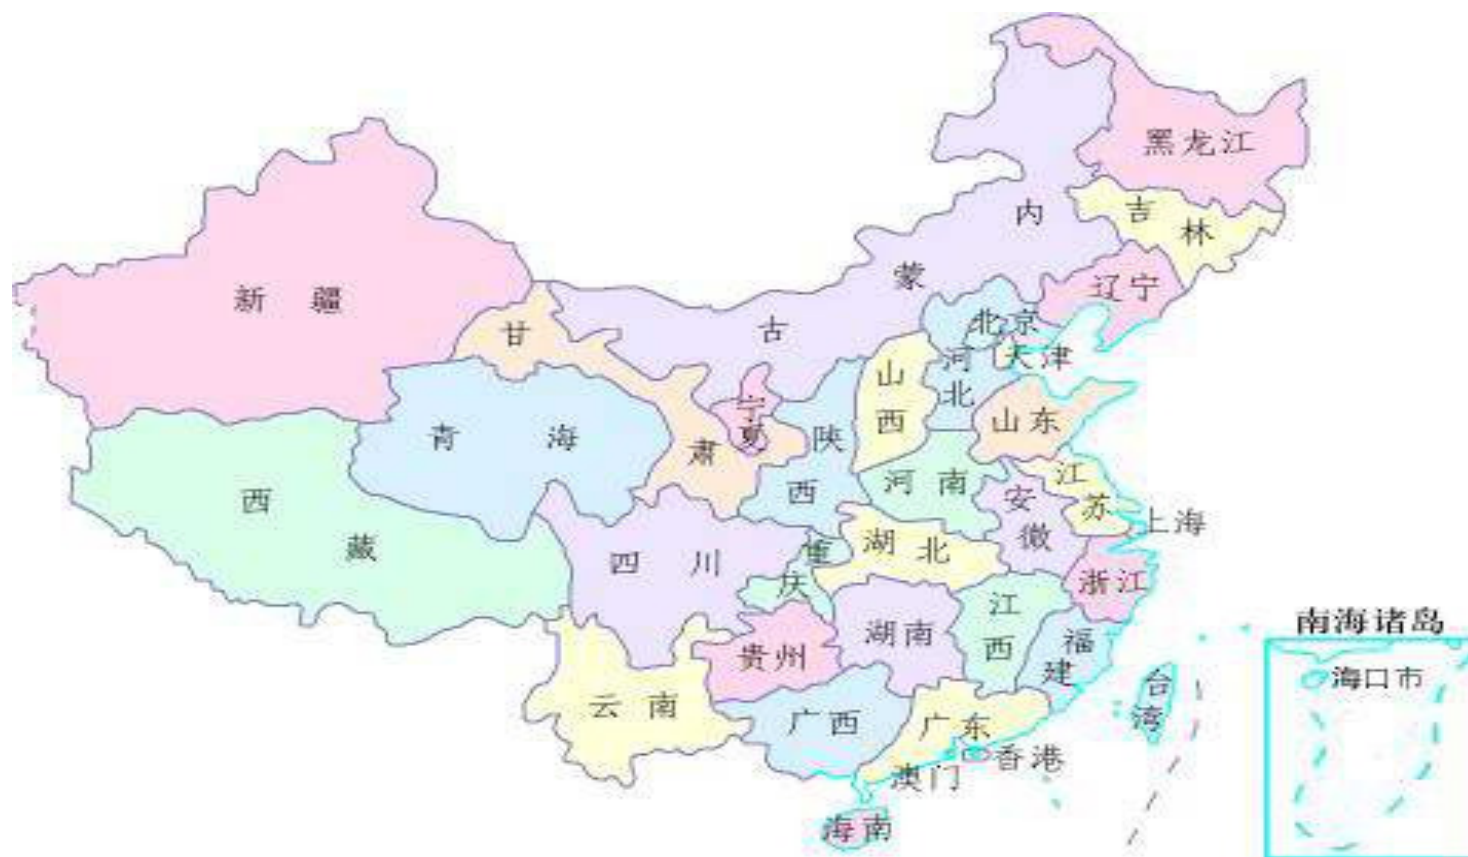 黑龙江
内蒙古
吉林
辽宁
新疆
甘肃
北京
天津
河北
山西
宁夏
陕西
青海
山东
西藏
河南
江苏
安徽
上海
四川
重庆
湖北
浙江
江西
湖南
福建
贵州
云南
广西
广东
台湾
香港
澳门
海南
南海诸岛
海口市